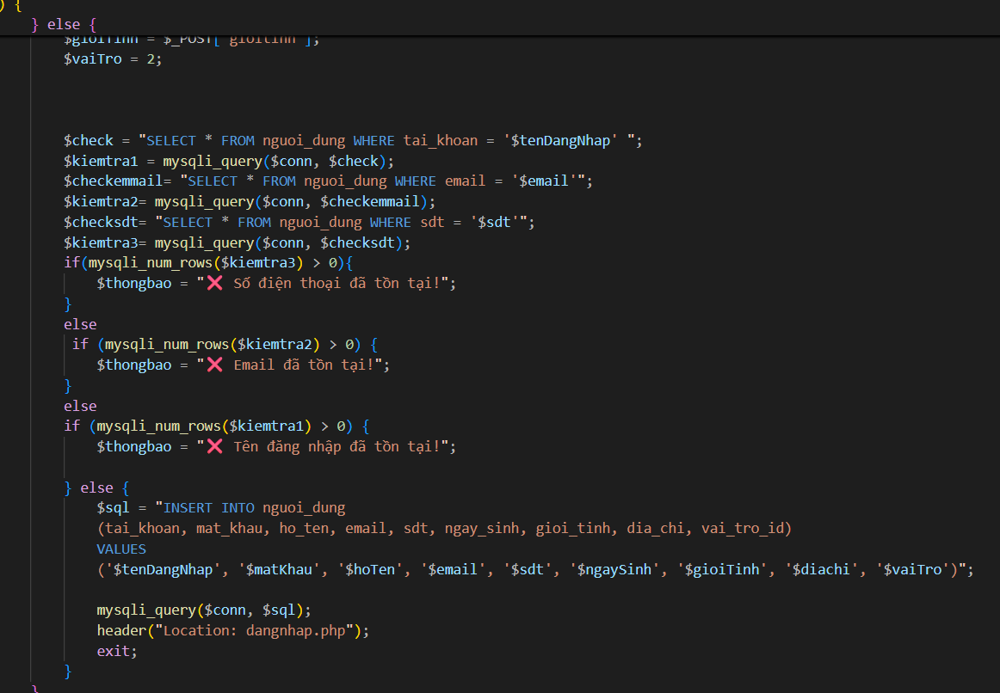 ) {
} else {
$gioiTinh = $_POST['gioitinh'];
$vaiTro = 2;
$check = "SELECT * FROM nguoi_dung WHERE tai_khoan = '$tenDangNhap' ";
$kiemtra1 = mysqli_query($conn, $check);
$checkemmail= "SELECT * FROM nguoi_dung WHERE email = '$email'";
$kiemtra2= mysqli_query($conn, $checkemmail);
$checksdt= "SELECT * FROM nguoi_dung WHERE sdt = '$sdt'";
$kiemtra3= mysqli_query($conn, $checksdt);
if(mysqli_num_rows($kiemtra3) > 0){
$thongbao = "❌ Số điện thoại đã tồn tại!";
}
else
if (mysqli_num_rows($kiemtra2) > 0) {
$thongbao = "❌ Email đã tồn tại!";
}
else
if (mysqli_num_rows($kiemtra1) > 0) {
$thongbao = "❌ Tên đăng nhập đã tồn tại!";
} else {
$sql = "INSERT INTO nguoi_dung
(tai_khoan, mat_khau, ho_ten, email, sdt, ngay_sinh, gioi_tinh, dia_chi, vai_tro_id)
VALUES
('$tenDangNhap', '$matKhau', '$hoTen', '$email', '$sdt', '$ngaySinh', '$gioiTinh', '$diachi', '$vaiTro')";
mysqli_query($conn, $sql);
header("Location: dangnhap.php");
exit;
}
}